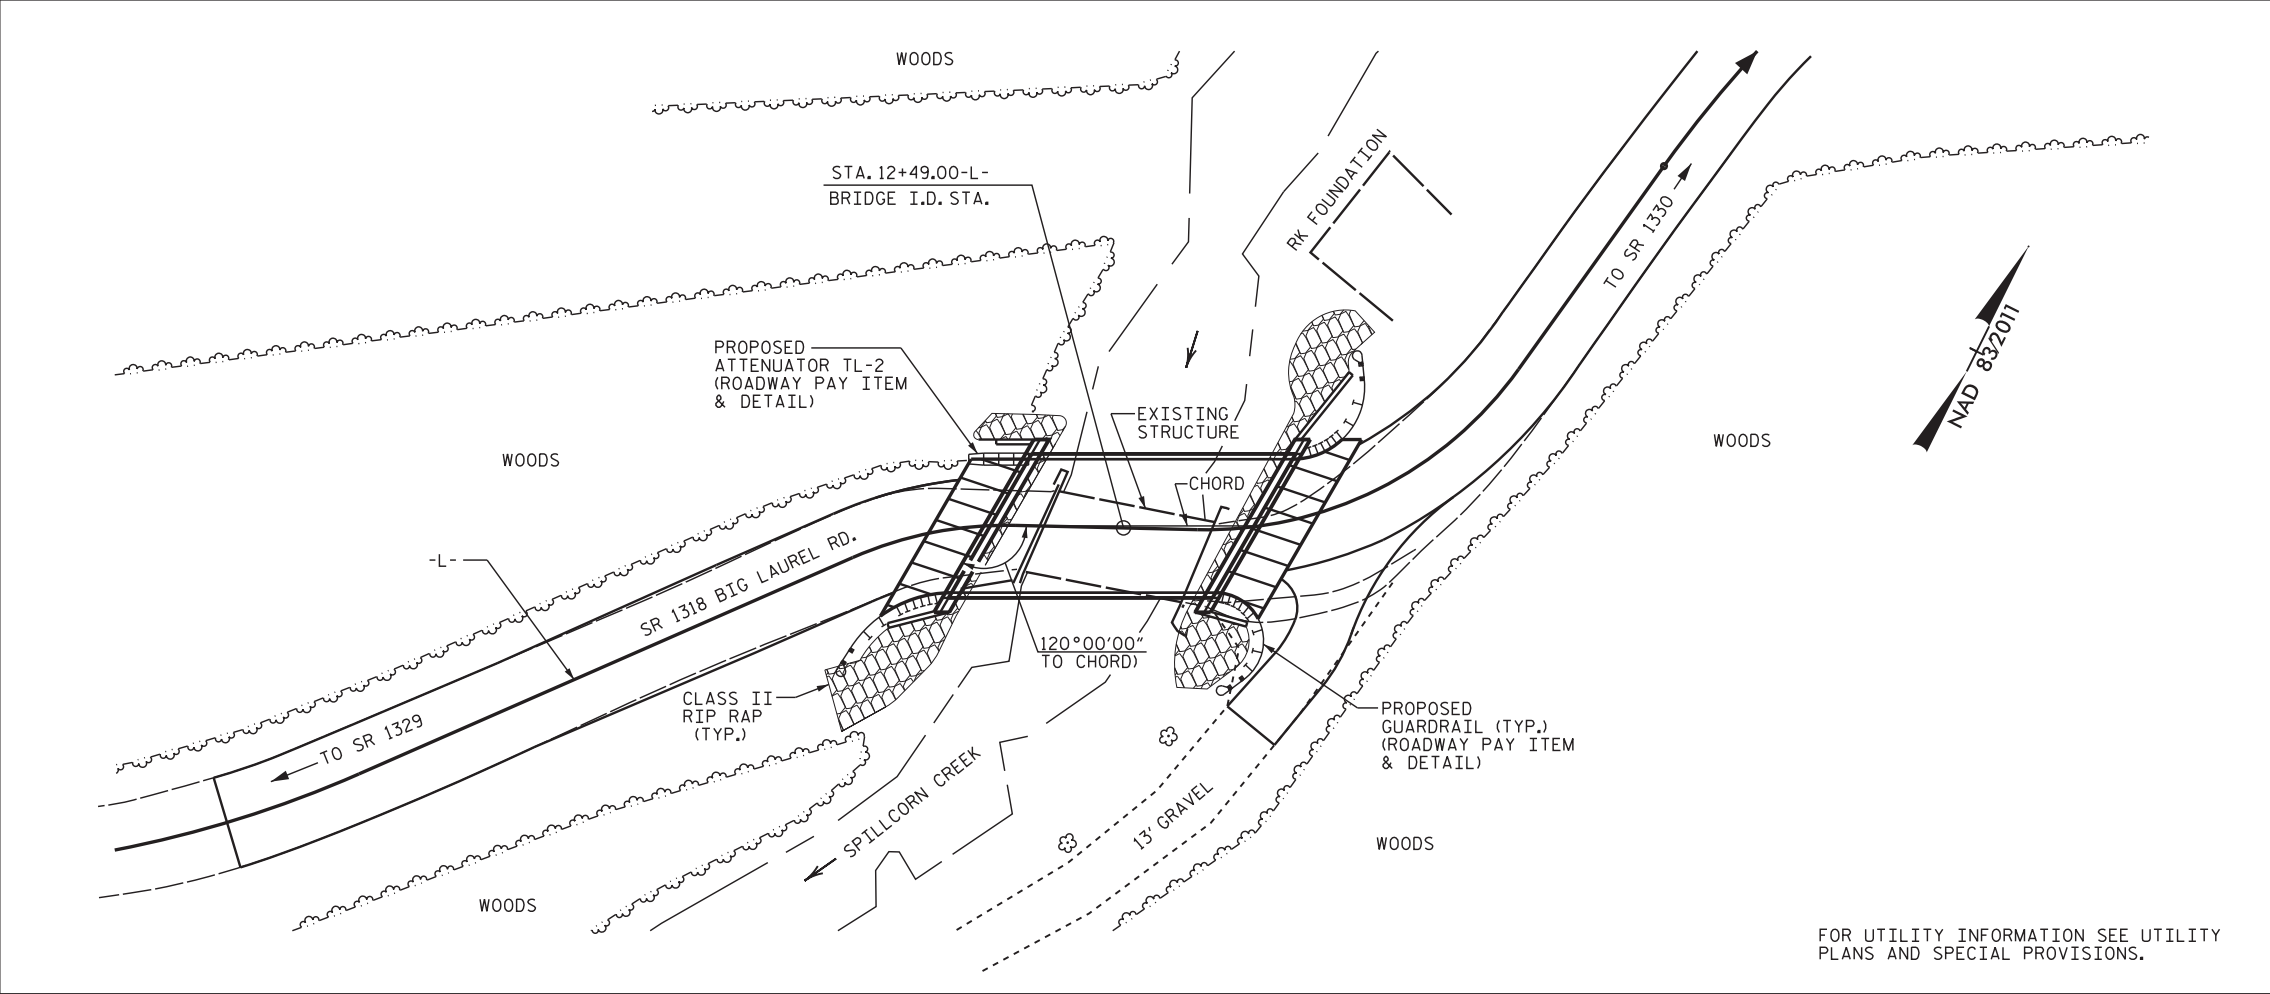 WOODS
STA. 12+49.00-L-
BRIDGE I.D. STA.
RK FOUNDATION
TO SR 1330
NAD 83/2011
PROPOSED
ATTENUATOR TL-2
(ROADWAY PAY ITEM
& DETAIL)
EXISTING
STRUCTURE
WOODS
WOODS
CHORD
-L-
SR 1318 BIG LAUREL RD.
120°00'00"
TO CHORD)
CLASS II
RIP RAP
(TYP.)
TO SR 1329
PROPOSED
GUARDRAIL (TYP.)
(ROADWAY PAY ITEM
& DETAIL)
SPILLCORN CREEK
13' GRAVEL
WOODS
WOODS
FOR UTILITY INFORMATION SEE UTILITY
PLANS AND SPECIAL PROVISIONS.